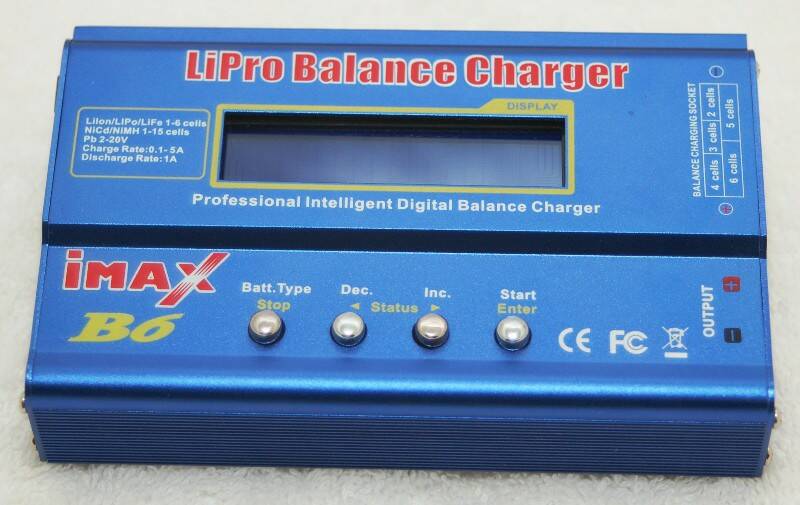 LiPro Balance Charger
DISPLAY
LiIon/LiPo/LiFe 1-6 cells
NiCd/NiMH 1-15 cells
Pb 2-20V
Charge Rate:0.1- 5A
Discharge Rate:1A
Professional Intelligent Digital Balance Charger
BALANCE CHARGING SOCKET
4 cells 3 cells 2 cells
6 cells 5 cells
iMAX
B6
Batt.Type Dec. Inc. Start
Stop ◄ Status ► Enter
CE FC
OUTPUT
+
-